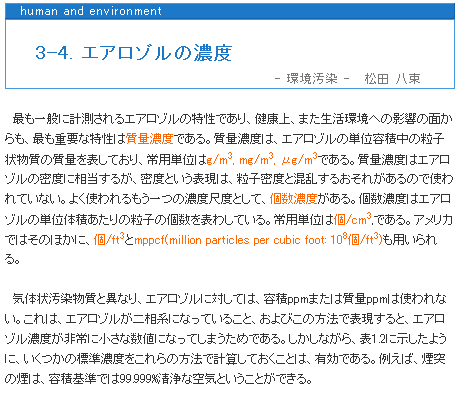 human and environment
3-4. エアロゾルの濃度
- 環境汚染 -　松田 八束
最も一般に計測されるエアロゾルの特性であり、健康上、また生活環境への影響の面か
らも、最も重要な特性は質量濃度である。質量濃度は、エアロゾルの単位容積中の粒子
状物質の質量を表しており、常用単位はg/m3, mg/m3, μg/m3である。質量濃度はエアロ
ゾルの密度に相当するが、密度という表現は、粒子密度と混乱するおそれがあるので使わ
れていない。よく使われるもう一つの濃度尺度として、個数濃度がある。個数濃度はエアロ
ゾルの単位体積あたりの粒子の個数を表わしている。常用単位は個/cm3,である。アメリカ
ではそのほかに、個/ft3とmppcf(million particles per cubic foot: 108個/ft3)も用いられ
る。
気体状汚染物質と異なり、エアロゾルに対しては、容積ppmまたは質量ppmは使われな
い。これは、エアロゾルが二相系になっていること、およびこの方法で表現すると、エアロ
ゾル濃度が非常に小さな数値になってしまうためである。しかしながら、表1.2に示したよう
に、いくつかの標準濃度をこれらの方法で計算しておくことは、有効である。例えば、煙突
の煙は、容積基準では99.999%清浄な空気ということができる。